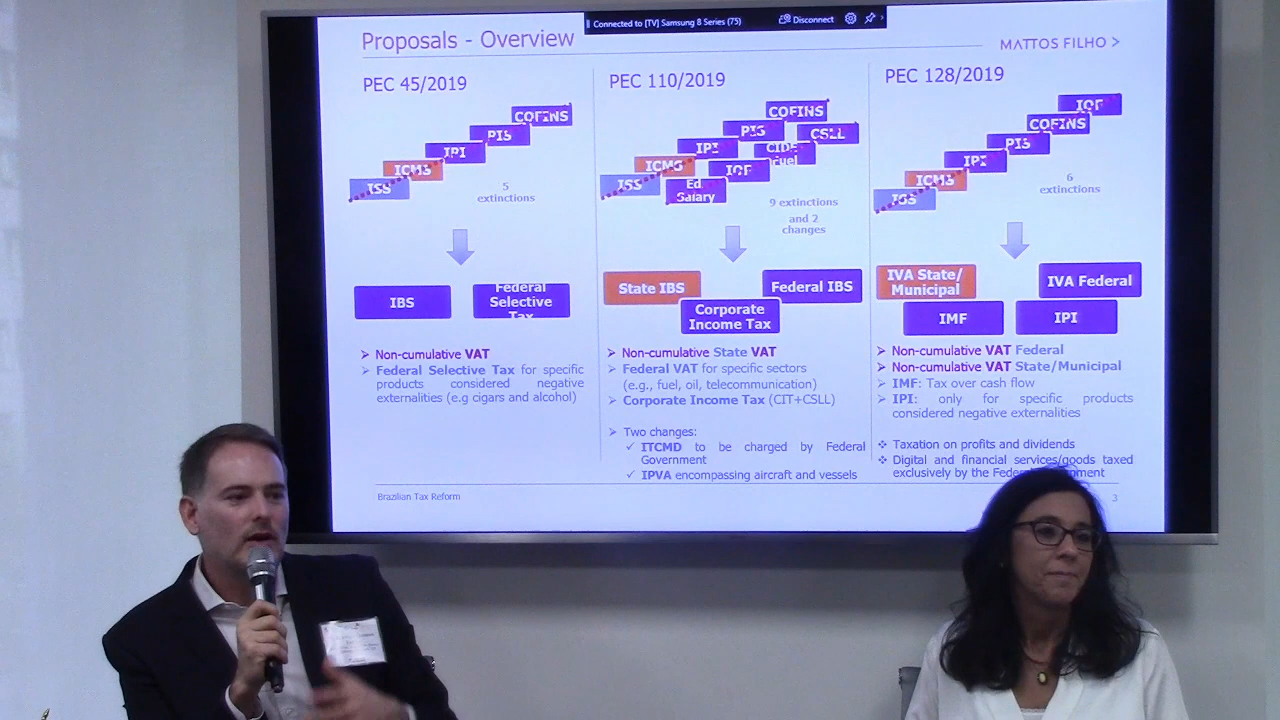 Connected to [TV] Samsung 8 Series (75)
Disconnect
Proposals - Overview
MATTOS FILHO >
PEC 45/2019
COFINS
PIS
IPI
ICMS
ISS
5
extinctions
IBS
Federal
Selective
Tax
Non-cumulative VAT
Federal Selective Tax for specific
products considered negative
externalities (e.g cigars and alcohol)
PEC 110/2019
COFINS
PIS
CSLL
IPI
CIDE
fuel
ICMS
IOF
ISS
Ed.
Salary
9 extinctions
and 2
changes
State IBS
Federal IBS
Corporate
Income Tax
Non-cumulative State VAT
Federal VAT for specific sectors
(e.g., fuel, oil, telecommunication)
Corporate Income Tax (CIT+CSLL)
Two changes:
ITCMD to be charged by Federal
Government
IPVA encompassing aircraft and vessels
PEC 128/2019
IOF
COFINS
PIS
IPI
ICMS
ISS
6
extinctions
IVA State/
Municipal
IVA Federal
IMF
IPI
Non-cumulative VAT Federal
Non-cumulative VAT State/Municipal
IMF: Tax over cash flow
IPI: only for specific products
considered negative externalities
Taxation on profits and dividends
Digital and financial services/goods taxed
exclusively by the Federal
Brazilian Tax Reform
3